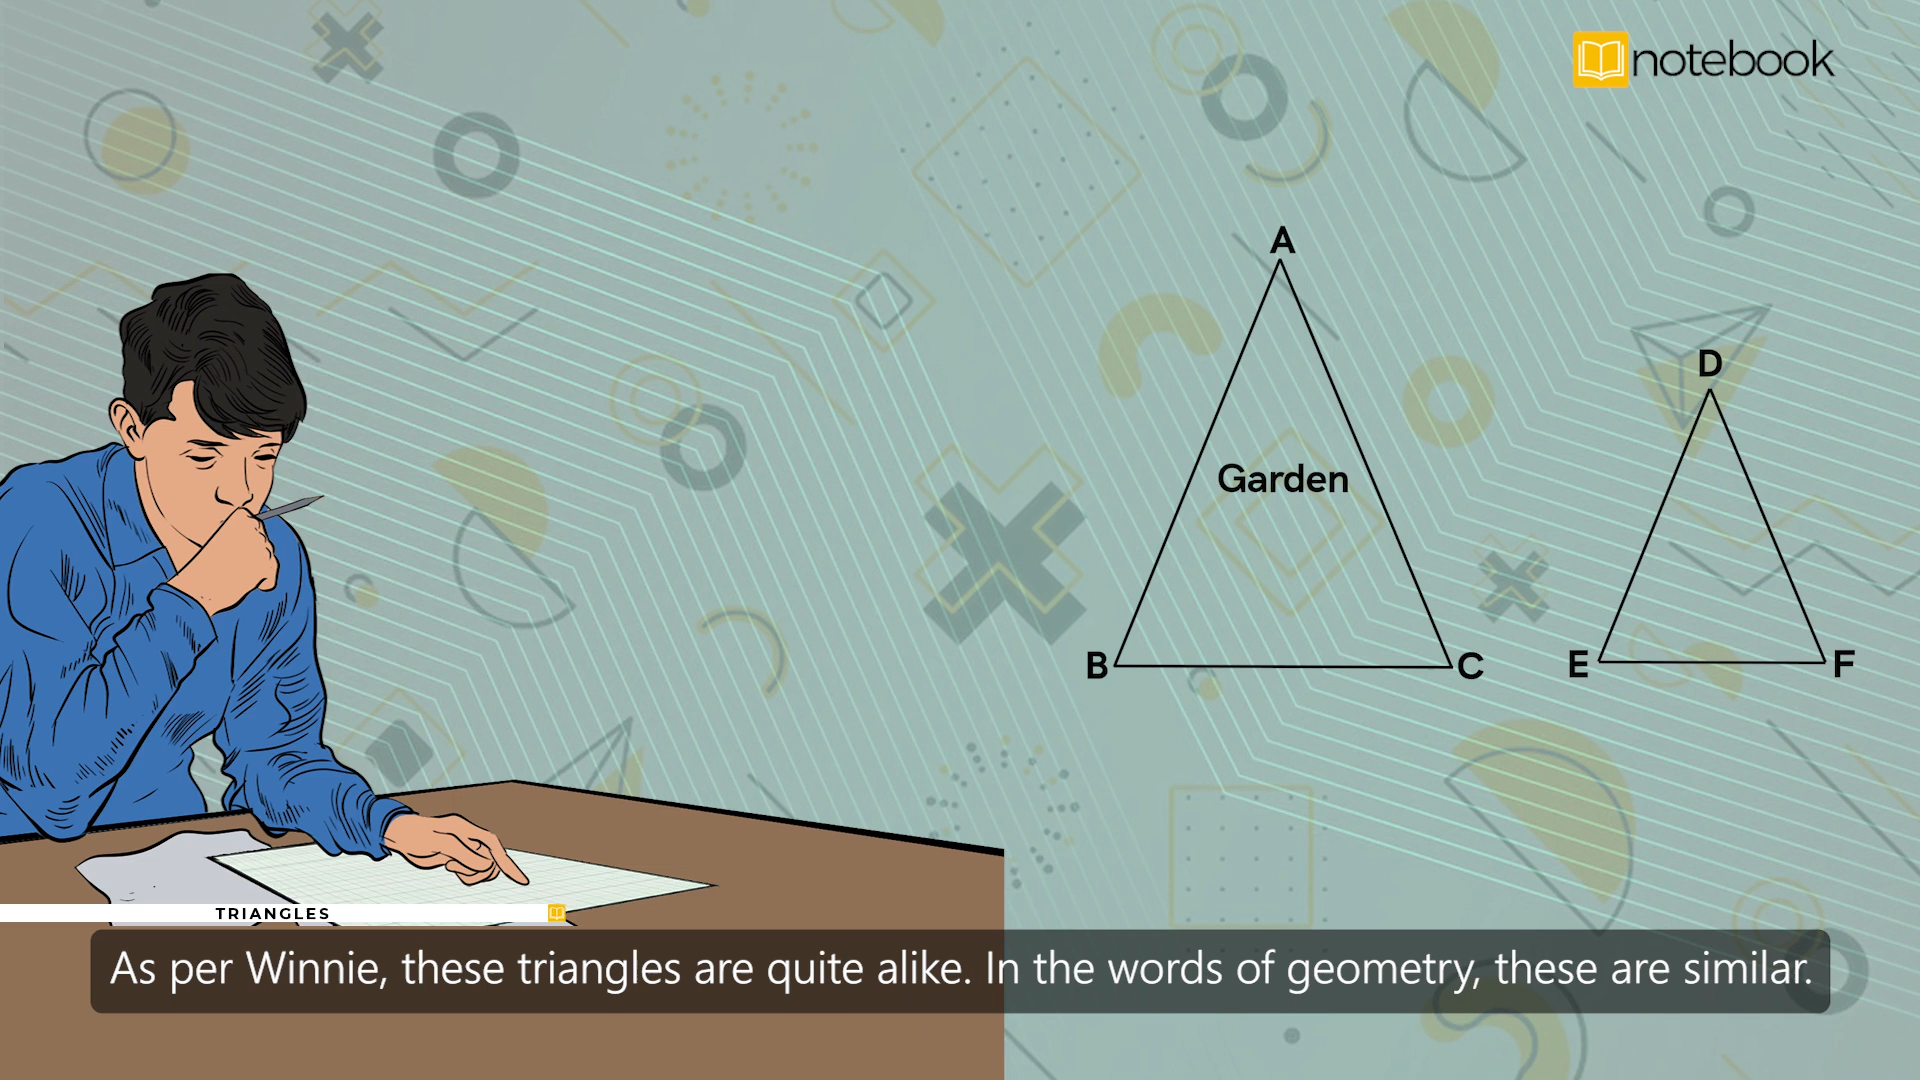 notebook
A
D
Garden
B
C
E
F
TRIANGLES
As per Winnie, these triangles are quite alike. In the words of geometry, these are similar.